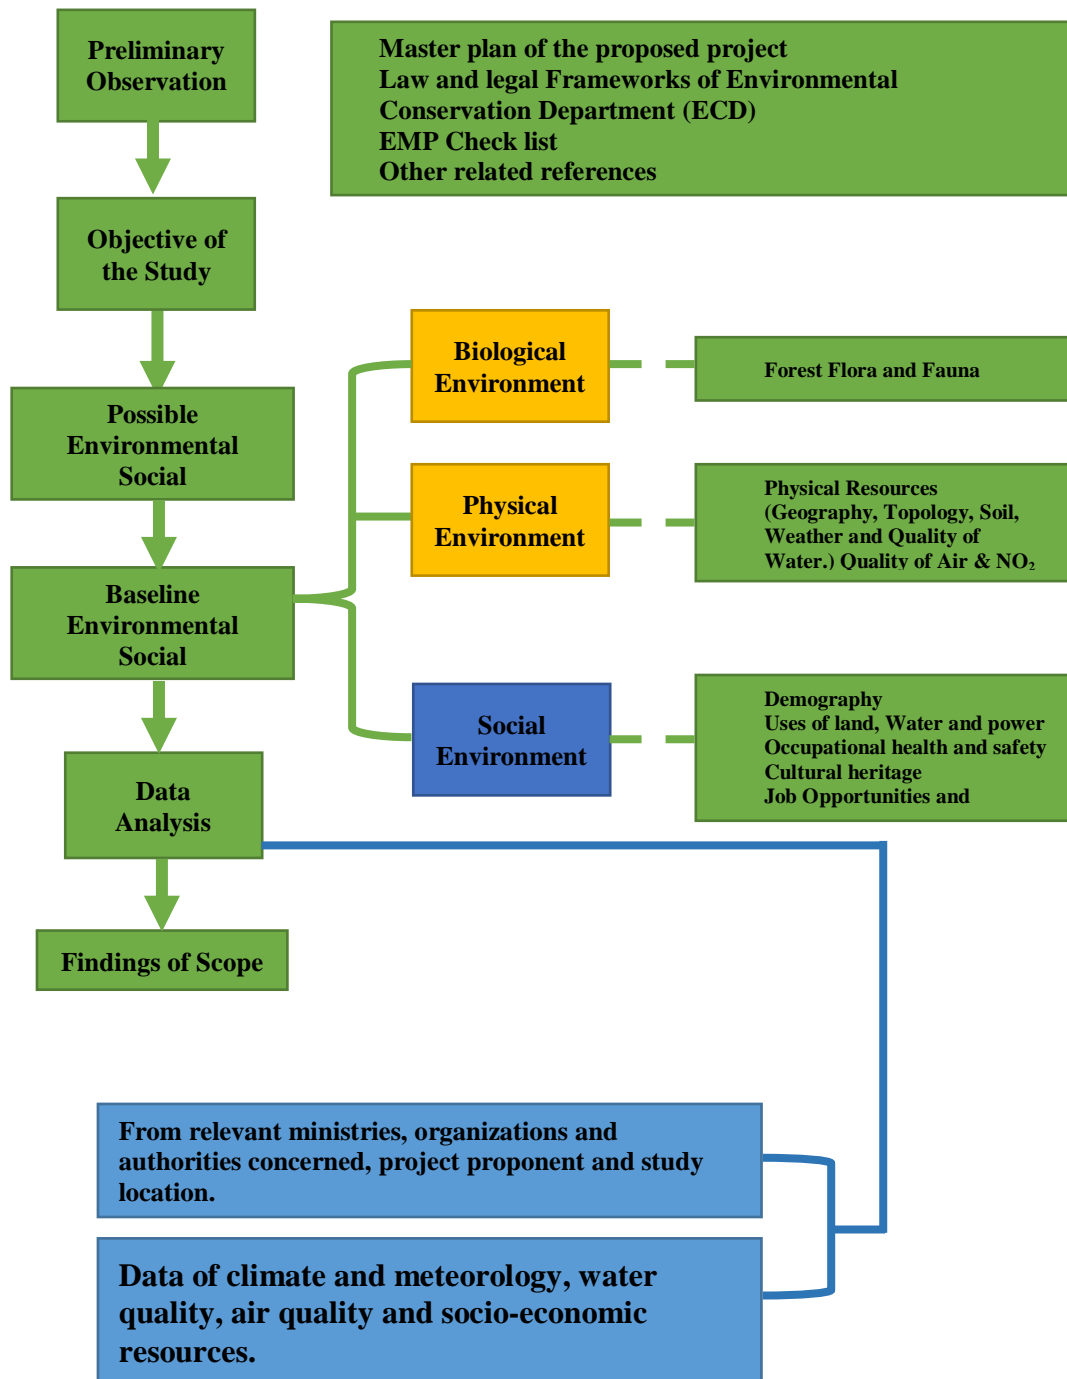 Preliminary
Observation
Master plan of the proposed project
Law and legal Frameworks of Environmental
Conservation Department (ECD)
EMP Check list
Other related references
Objective of
the Study
Possible
Environmental
Social
Baseline
Environmental
Social
Data
Analysis
Findings of Scope
Biological
Environment
Forest Flora and Fauna
Physical
Environment
Physical Resources
(Geography, Topology, Soil,
Weather and Quality of
Water.) Quality of Air & NO₂
Social
Environment
Demography
Uses of land, Water and power
Occupational health and safety
Cultural heritage
Job Opportunities and
From relevant ministries, organizations and
authorities concerned, project proponent and study
location.
Data of climate and meteorology, water
quality, air quality and socio-economic
resources.